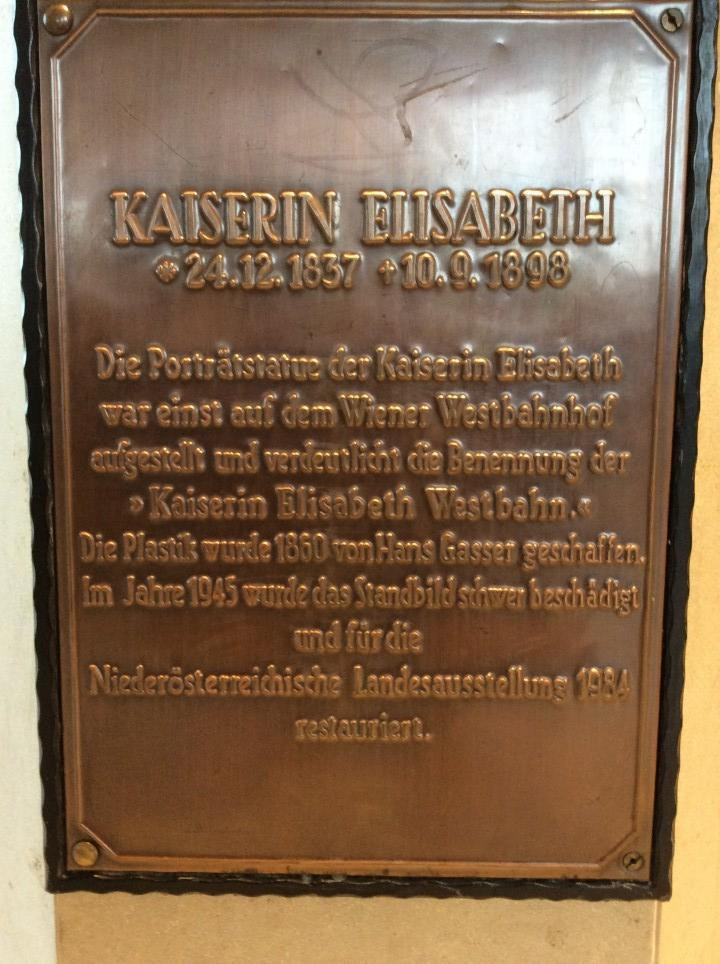 KAISERIN ELISABETH
* 24.12.1837 +10.9.1898
Die Porträtstatue der Kaiserin Elisabeth
war einst auf dem Wiener Westbahnhof
aufgestellt und verdeutlicht die Benennung der
»Kaiserin Elisabeth Westbahn.«
Die Plastik wurde 1860 von Hans Gasser geschaffen.
Im Jahre 1945 wurde das Standbild schwer beschädigt
und für die
Niederösterreichische Landesausstellung 1984
restauriert.